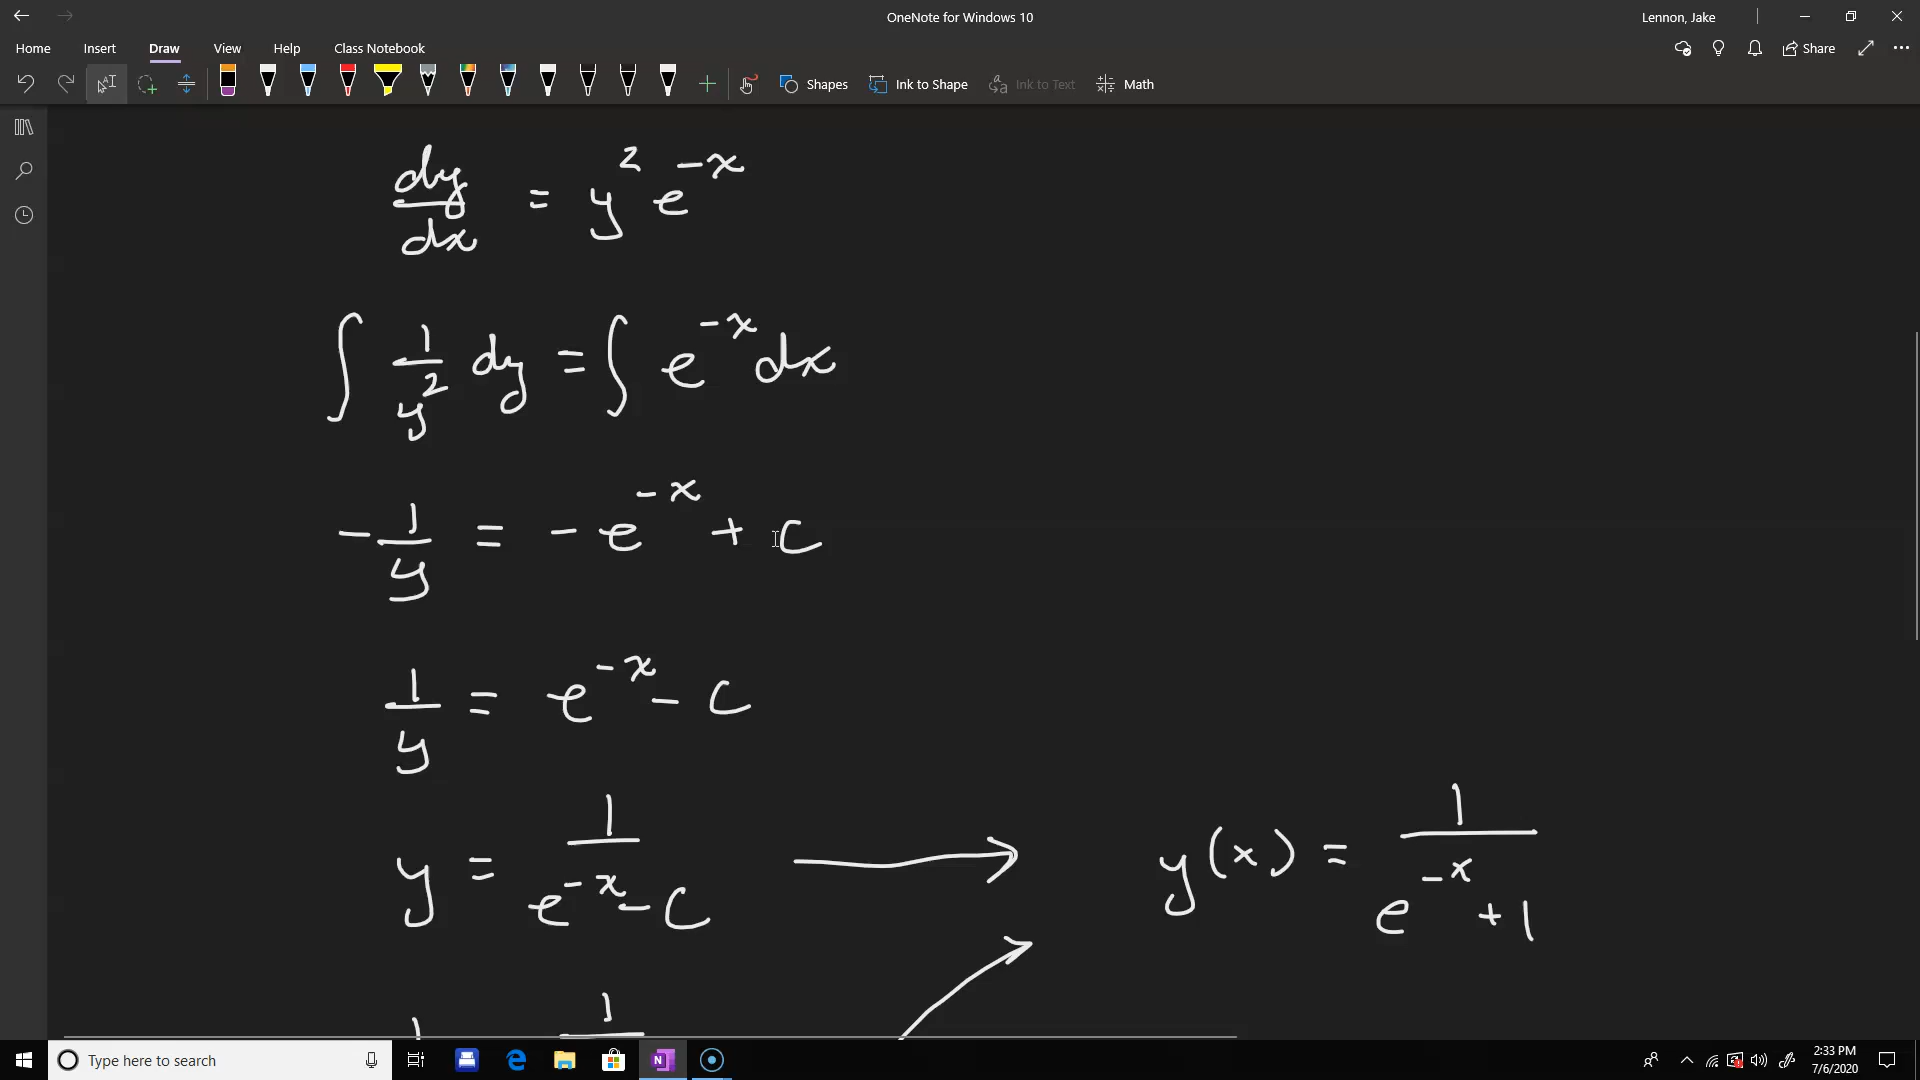 OneNote for Windows 10
Lennon, Jake
Home Insert Draw View Help Class Notebook
Share
Shapes Ink to Shape Ink to Text Math
dy/dx = y² e^(-x)
∫ 1/y² dy = ∫ e^(-x) dx
- 1/y = - e^(-x) + C
1/y = e^(-x) - C
y = 1/(e^(-x) - C) → y(x) = 1/(e^(-x) + 1)
Type here to search
2:33 PM
7/6/2020